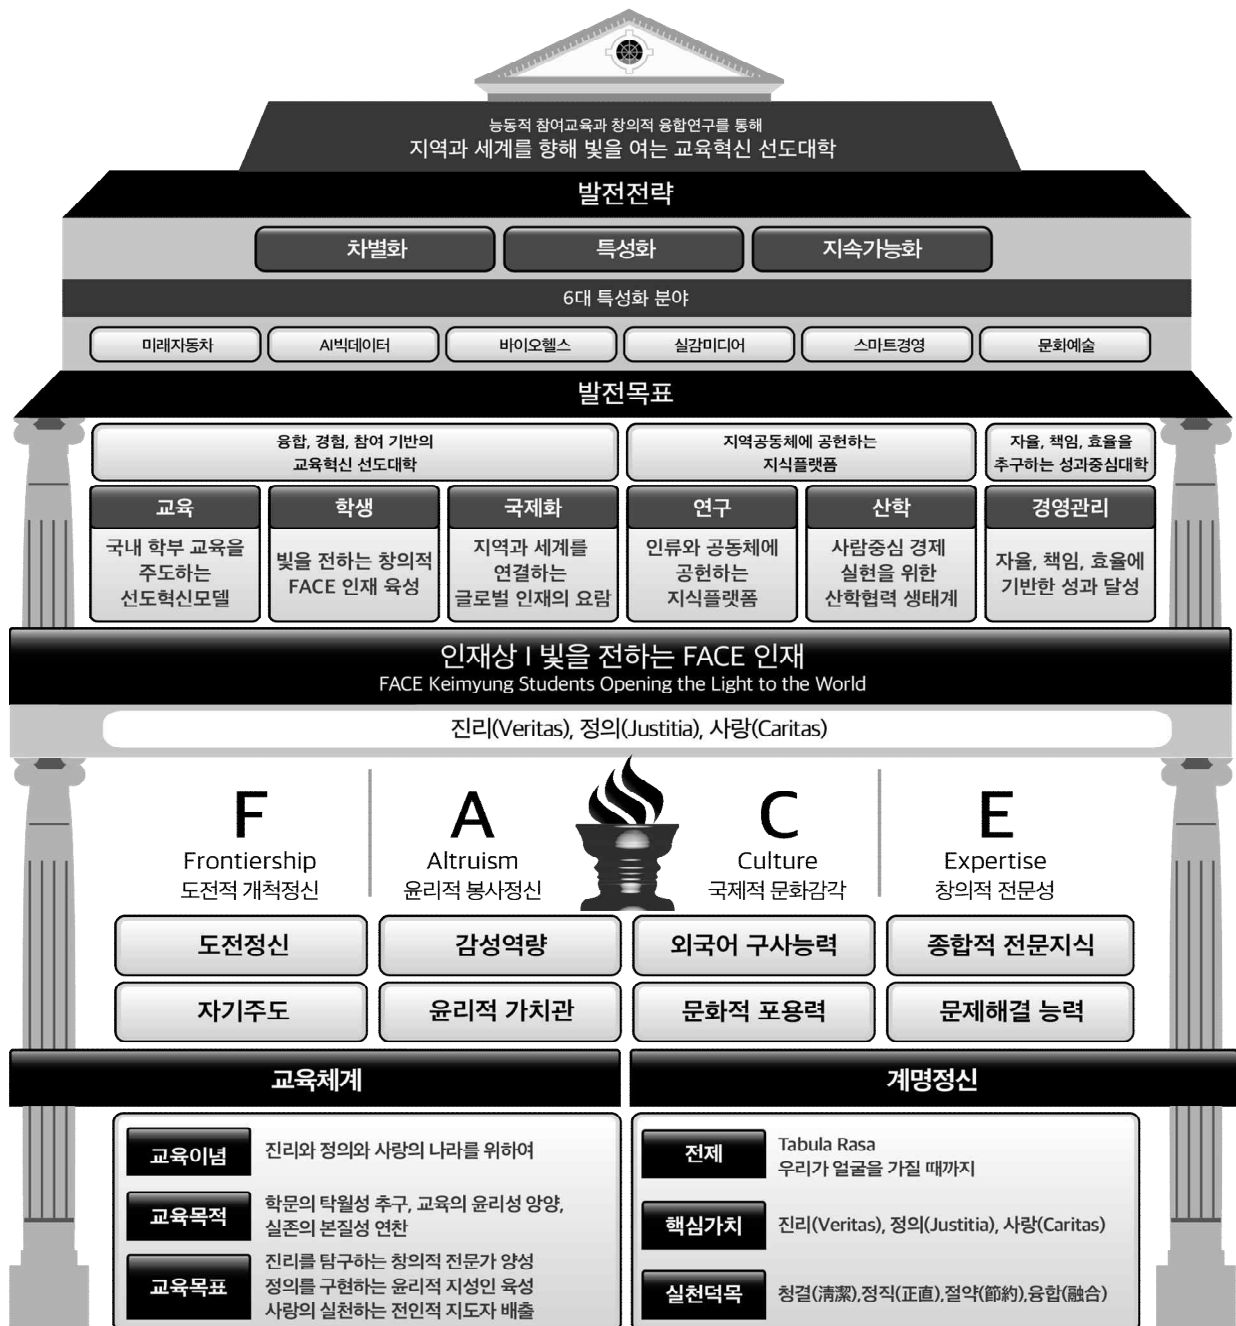 능동적 참여교육과 창의적 융합연구를 통해
지역과 세계를 향해 빛을 여는 교육혁신 선도대학
발전전략
차별화
특성화
지속가능화
6대 특성화 분야
미래자동차
AI빅데이터
바이오헬스
실감미디어
스마트경영
문화예술
발전목표
융합, 경험, 참여 기반의
교육혁신 선도대학
지역공동체에 공헌하는
지식플랫폼
자율, 책임, 효율을
추구하는 성과중심대학
교육
국내 학부 교육을
주도하는
선도혁신모델
학생
빛을 전하는 창의적
FACE 인재 육성
국제화
지역과 세계를
연결하는
글로벌 인재의 요람
연구
인류와 공동체에
공헌하는
지식플랫폼
산학
사람중심 경제
실현을 위한
산학협력 생태계
경영관리
자율, 책임, 효율에
기반한 성과 달성
인재상 I 빛을 전하는 FACE 인재
FACE Keimyung Students Opening the Light to the World
진리(Veritas), 정의(Justitia), 사랑(Caritas)
F
Frontiership
도전적 개척정신
A
Altruism
윤리적 봉사정신
C
Culture
국제적 문화감각
E
Expertise
창의적 전문성
도전정신
감성역량
외국어 구사능력
종합적 전문지식
자기주도
윤리적 가치관
문화적 포용력
문제해결 능력
교육체계
교육이념
진리와 정의와 사랑의 나라를 위하여
교육목적
학문의 탁월성 추구, 교육의 윤리성 앙양,
실존의 본질성 연찬
교육목표
진리를 탐구하는 창의적 전문가 양성
정의를 구현하는 윤리적 지성인 육성
사랑의 실천하는 전인적 지도자 배출
계명정신
전제
Tabula Rasa
우리가 얼굴을 가질 때까지
핵심가치
진리(Veritas), 정의(Justitia), 사랑(Caritas)
실천덕목
청결(淸潔),정직(正直),절약(節約),융합(融合)